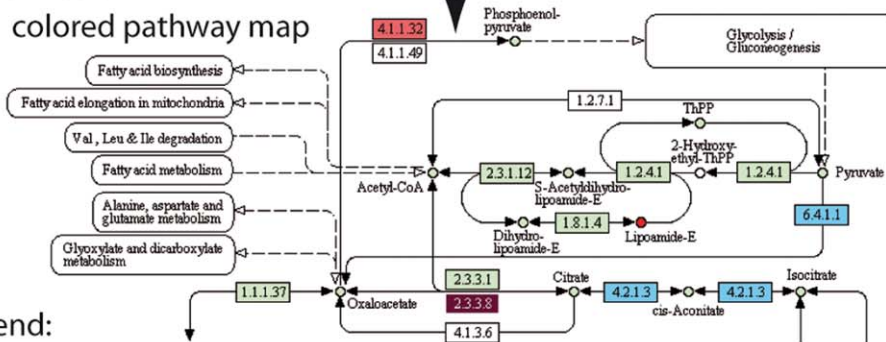 colored pathway map
4.1.1.32
4.1.1.49
Phosphoenol-
pyruvate
Glycolysis /
Gluconeogenesis
Fatty acid biosynthesis
Fatty acid elongation in mitochondria
Val , Leu & Ile degradation
Fatty acid metabolism
Alanine, aspartate and
glutamate metabolism
Glyoxylate and dicarboxylate
metabolism
1.2.7.1
ThPP
2-Hydroxy-
ethyl-ThPP
Acetyl-CoA
2.3.1.12
S-Acetyldihydro-
lipoamide-E
1.2.4.1
1.2.4.1
Pyruvate
Dihydro-
lipoamide-E
1.8.1.4
Lipoamide-E
6.4.1.1
1.1.1.37
Oxaloacetate
2.3.3.1
2.3.3.8
4.1.3.6
Citrate
4.2.1.3
cis-Aconitate
4.2.1.3
Isocitrate
end: